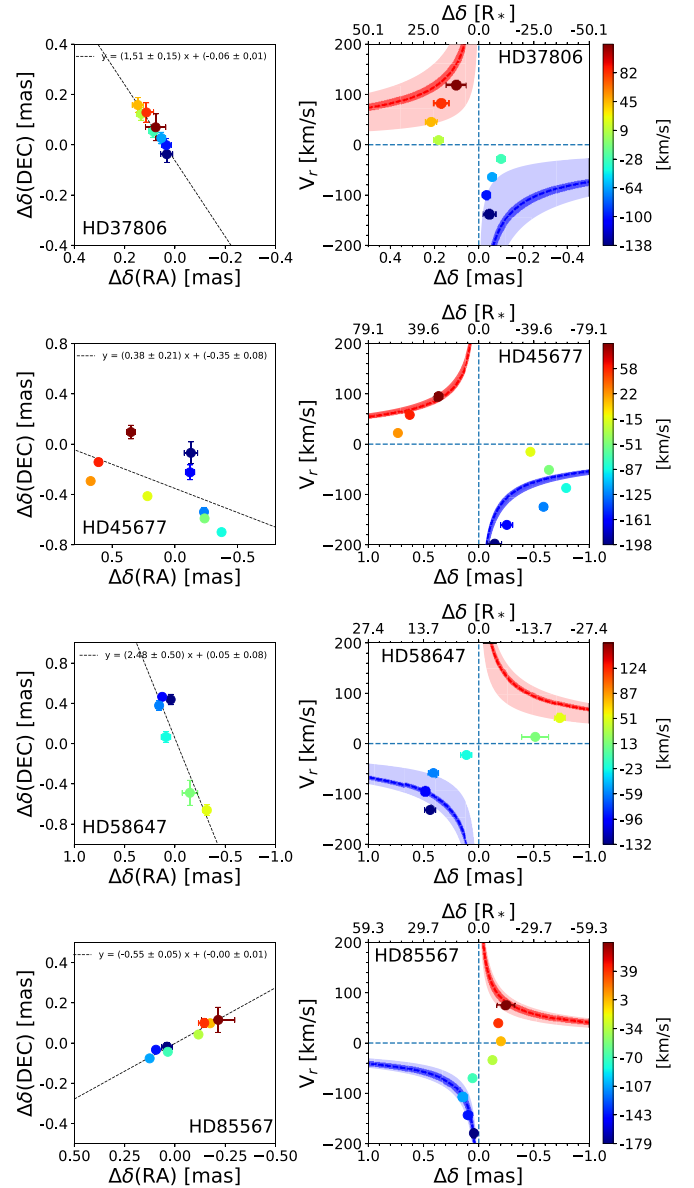 Δδ [R*]
50.1 25.0 0.0 -25.0 -50.1
y = (1.51 ± 0.15) x + (-0.06 ± 0.01)
HD37806
Δδ(DEC) [mas]
0.4
0.2
0.0
-0.2
-0.4
HD37806
0.4 0.2 0.0 -0.2 -0.4
Δδ(RA) [mas]
V_r [km/s]
200
100
0
-100
-200
0.4 0.2 0.0 -0.2 -0.4
Δδ [mas]
82
45
9
-28
-64
-100
-138
[km/s]
Δδ [R*]
79.1 39.6 0.0 -39.6 -79.1
y = (0.38 ± 0.21) x + (-0.35 ± 0.08)
HD45677
Δδ(DEC) [mas]
0.8
0.4
0.0
-0.4
-0.8
HD45677
0.5 0.0 -0.5
Δδ(RA) [mas]
V_r [km/s]
200
100
0
-100
-200
1.0 0.5 0.0 -0.5 -1.0
Δδ [mas]
58
22
-15
-51
-87
-125
-161
-198
[km/s]
Δδ [R*]
27.4 13.7 0.0 -13.7 -27.4
y = (2.48 ± 0.50) x + (0.05 ± 0.08)
HD58647
Δδ(DEC) [mas]
0.8
0.4
0.0
-0.4
-0.8
HD58647
1.0 0.5 0.0 -0.5 -1.0
Δδ(RA) [mas]
V_r [km/s]
200
100
0
-100
-200
1.0 0.5 0.0 -0.5 -1.0
Δδ [mas]
124
87
51
13
-23
-59
-96
-132
[km/s]
Δδ [R*]
59.3 29.7 0.0 -29.7 -59.3
y = (-0.55 ± 0.05) x + (-0.00 ± 0.01)
HD85567
Δδ(DEC) [mas]
0.4
0.2
0.0
-0.2
-0.4
HD85567
0.50 0.25 0.00 -0.25 -0.50
Δδ(RA) [mas]
V_r [km/s]
200
100
0
-100
-200
1.0 0.5 0.0 -0.5 -1.0
Δδ [mas]
39
3
-34
-70
-107
-143
-179
[km/s]